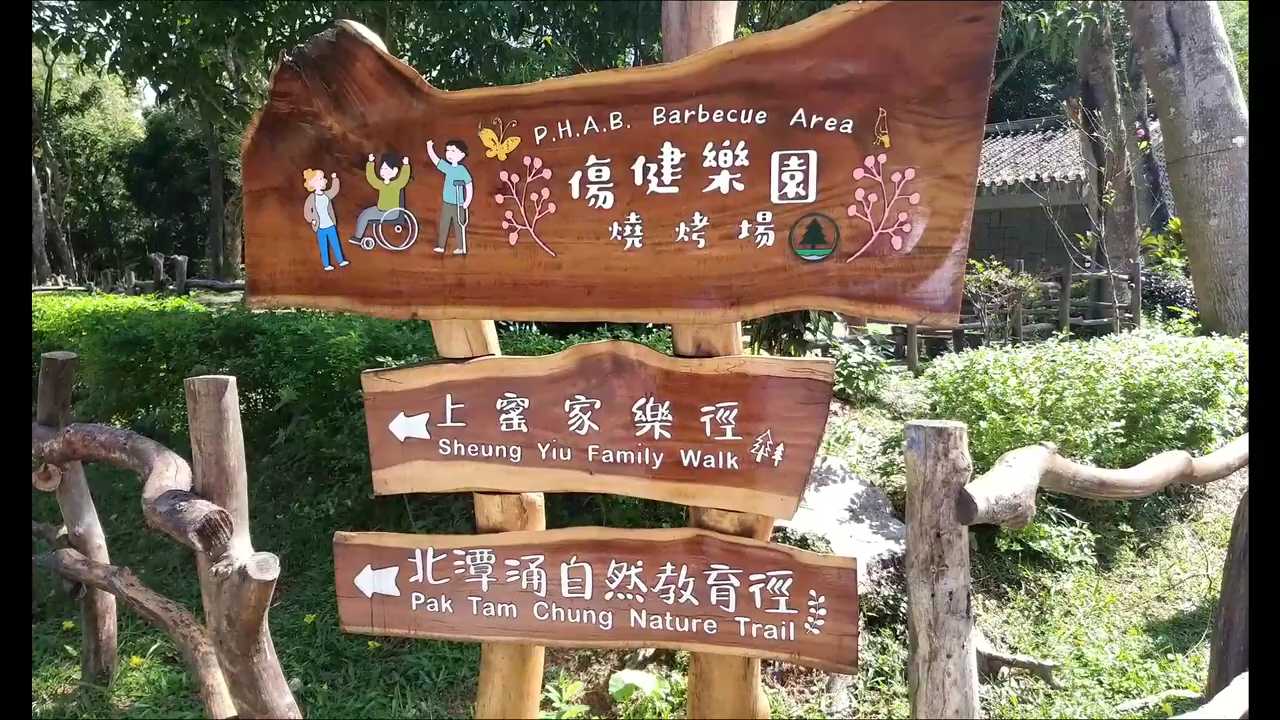 P.H.A.B. Barbecue Area
傷健樂園
燒烤場
上窰家樂徑
Sheung Yiu Family Walk
北潭涌自然教育徑
Pak Tam Chung Nature Trail